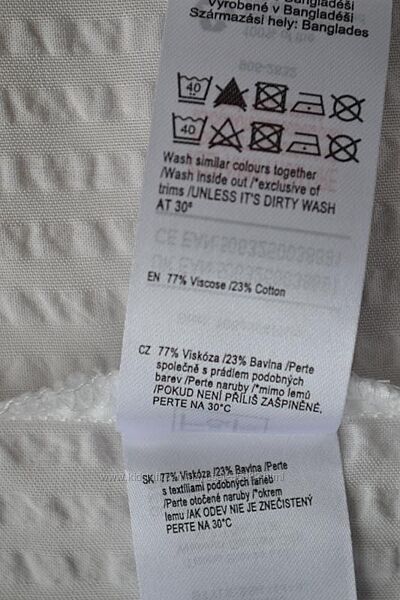 Vyrobené v Bangladéši
Származási hely: Banglades
40
40
Wash similar colours together
/Wash inside out /*exclusive of
trims /UNLESS IT'S DIRTY WASH
AT 30°
EN 77% Viscose /23% Cotton
CZ 77% Viskóza /23% Bavlna /Perte
společně s prádlem podobných
barev /Perte naruby /*mimo lemů
/POKUD NENÍ PŘÍLIŠ ZAŠPINĚNÉ,
PERTE NA 30°C
SK 77% Viskóza /23% Bavlna /Perte
s textíliami podobných farieb
/Perte otočené naruby /*okrem
lemu /AK ODEV NIE JE ZNEČISTENÝ
PERTE NA 30°C